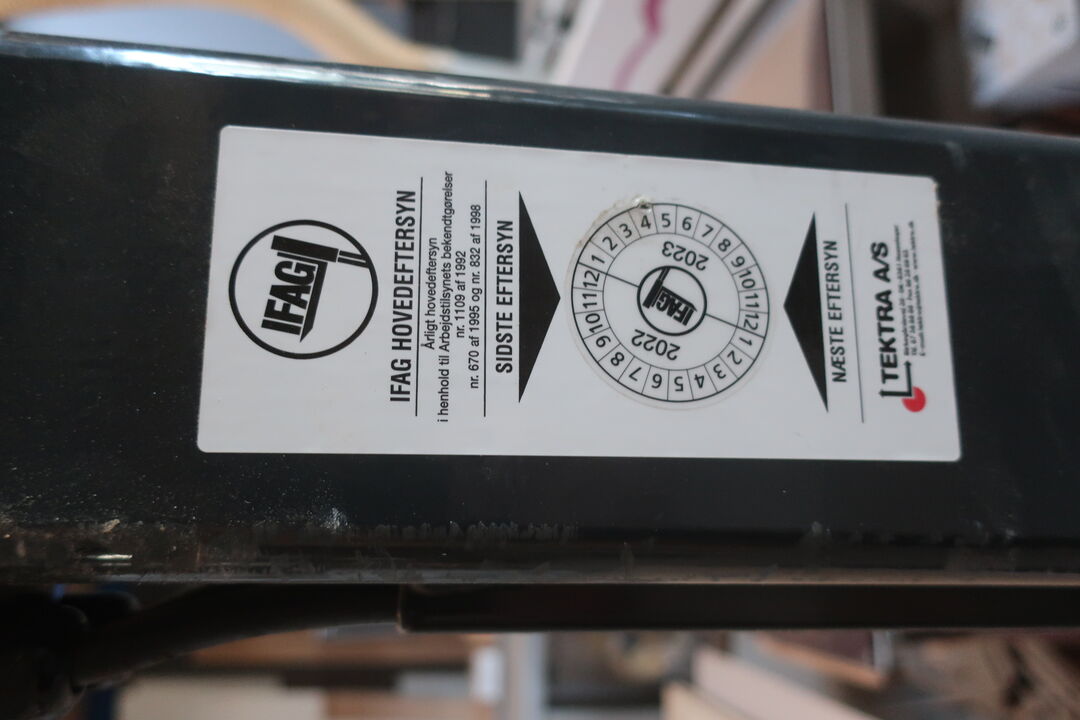 IFAG
IFAG HOVEDEFTERSYN
Årligt hovedeftersyn
i henhold til Arbejdstilsynets bekendtgørelser
nr. 1109 af 1992
nr. 670 af 1995 og nr. 832 af 1998
SIDSTE EFTERSYN
1 2 3 4 5 6 7 8 9 10 11 12
2023
IFAG
2022
1 2 3 4 5 6 7 8 9 10 11 12
NÆSTE EFTERSYN
TEKTRA A/S